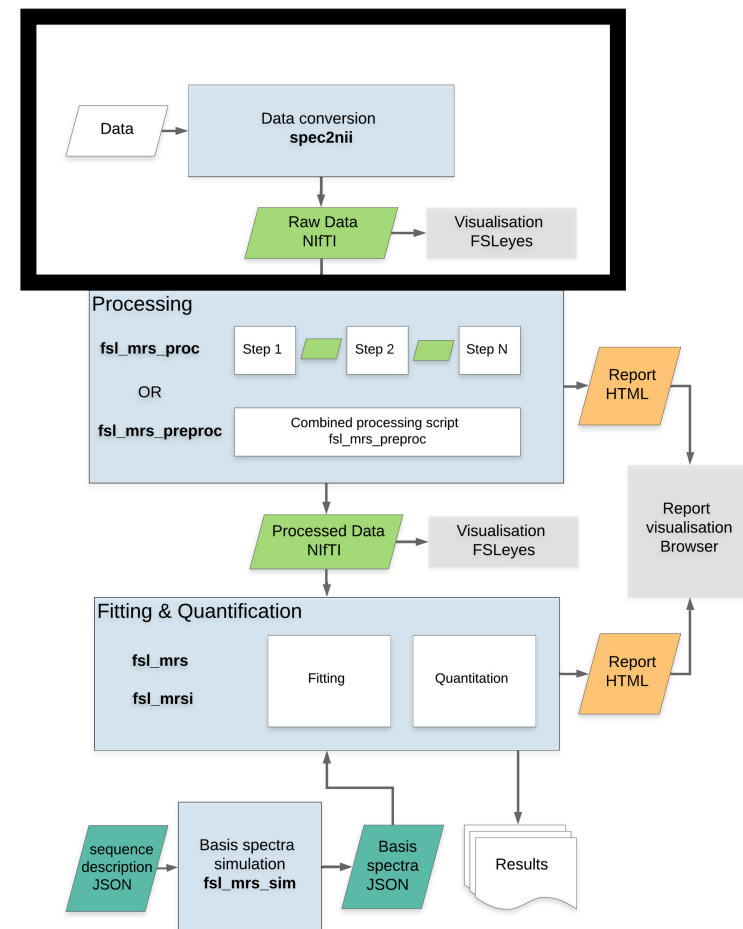 Data
Data conversion
spec2nii
Raw Data
NIfTI
Visualisation
FSLeyes
Processing
fsl_mrs_proc
Step 1
Step 2
Step N
OR
fsl_mrs_preproc
Combined processing script
fsl_mrs_preproc
Report
HTML
Report
visualisation
Browser
Processed Data
NIfTI
Visualisation
FSLeyes
Fitting & Quantification
fsl_mrs
fsl_mrsi
Fitting
Quantitation
Report
HTML
sequence
description
JSON
Basis spectra
simulation
fsl_mrs_sim
Basis
spectra
JSON
Results